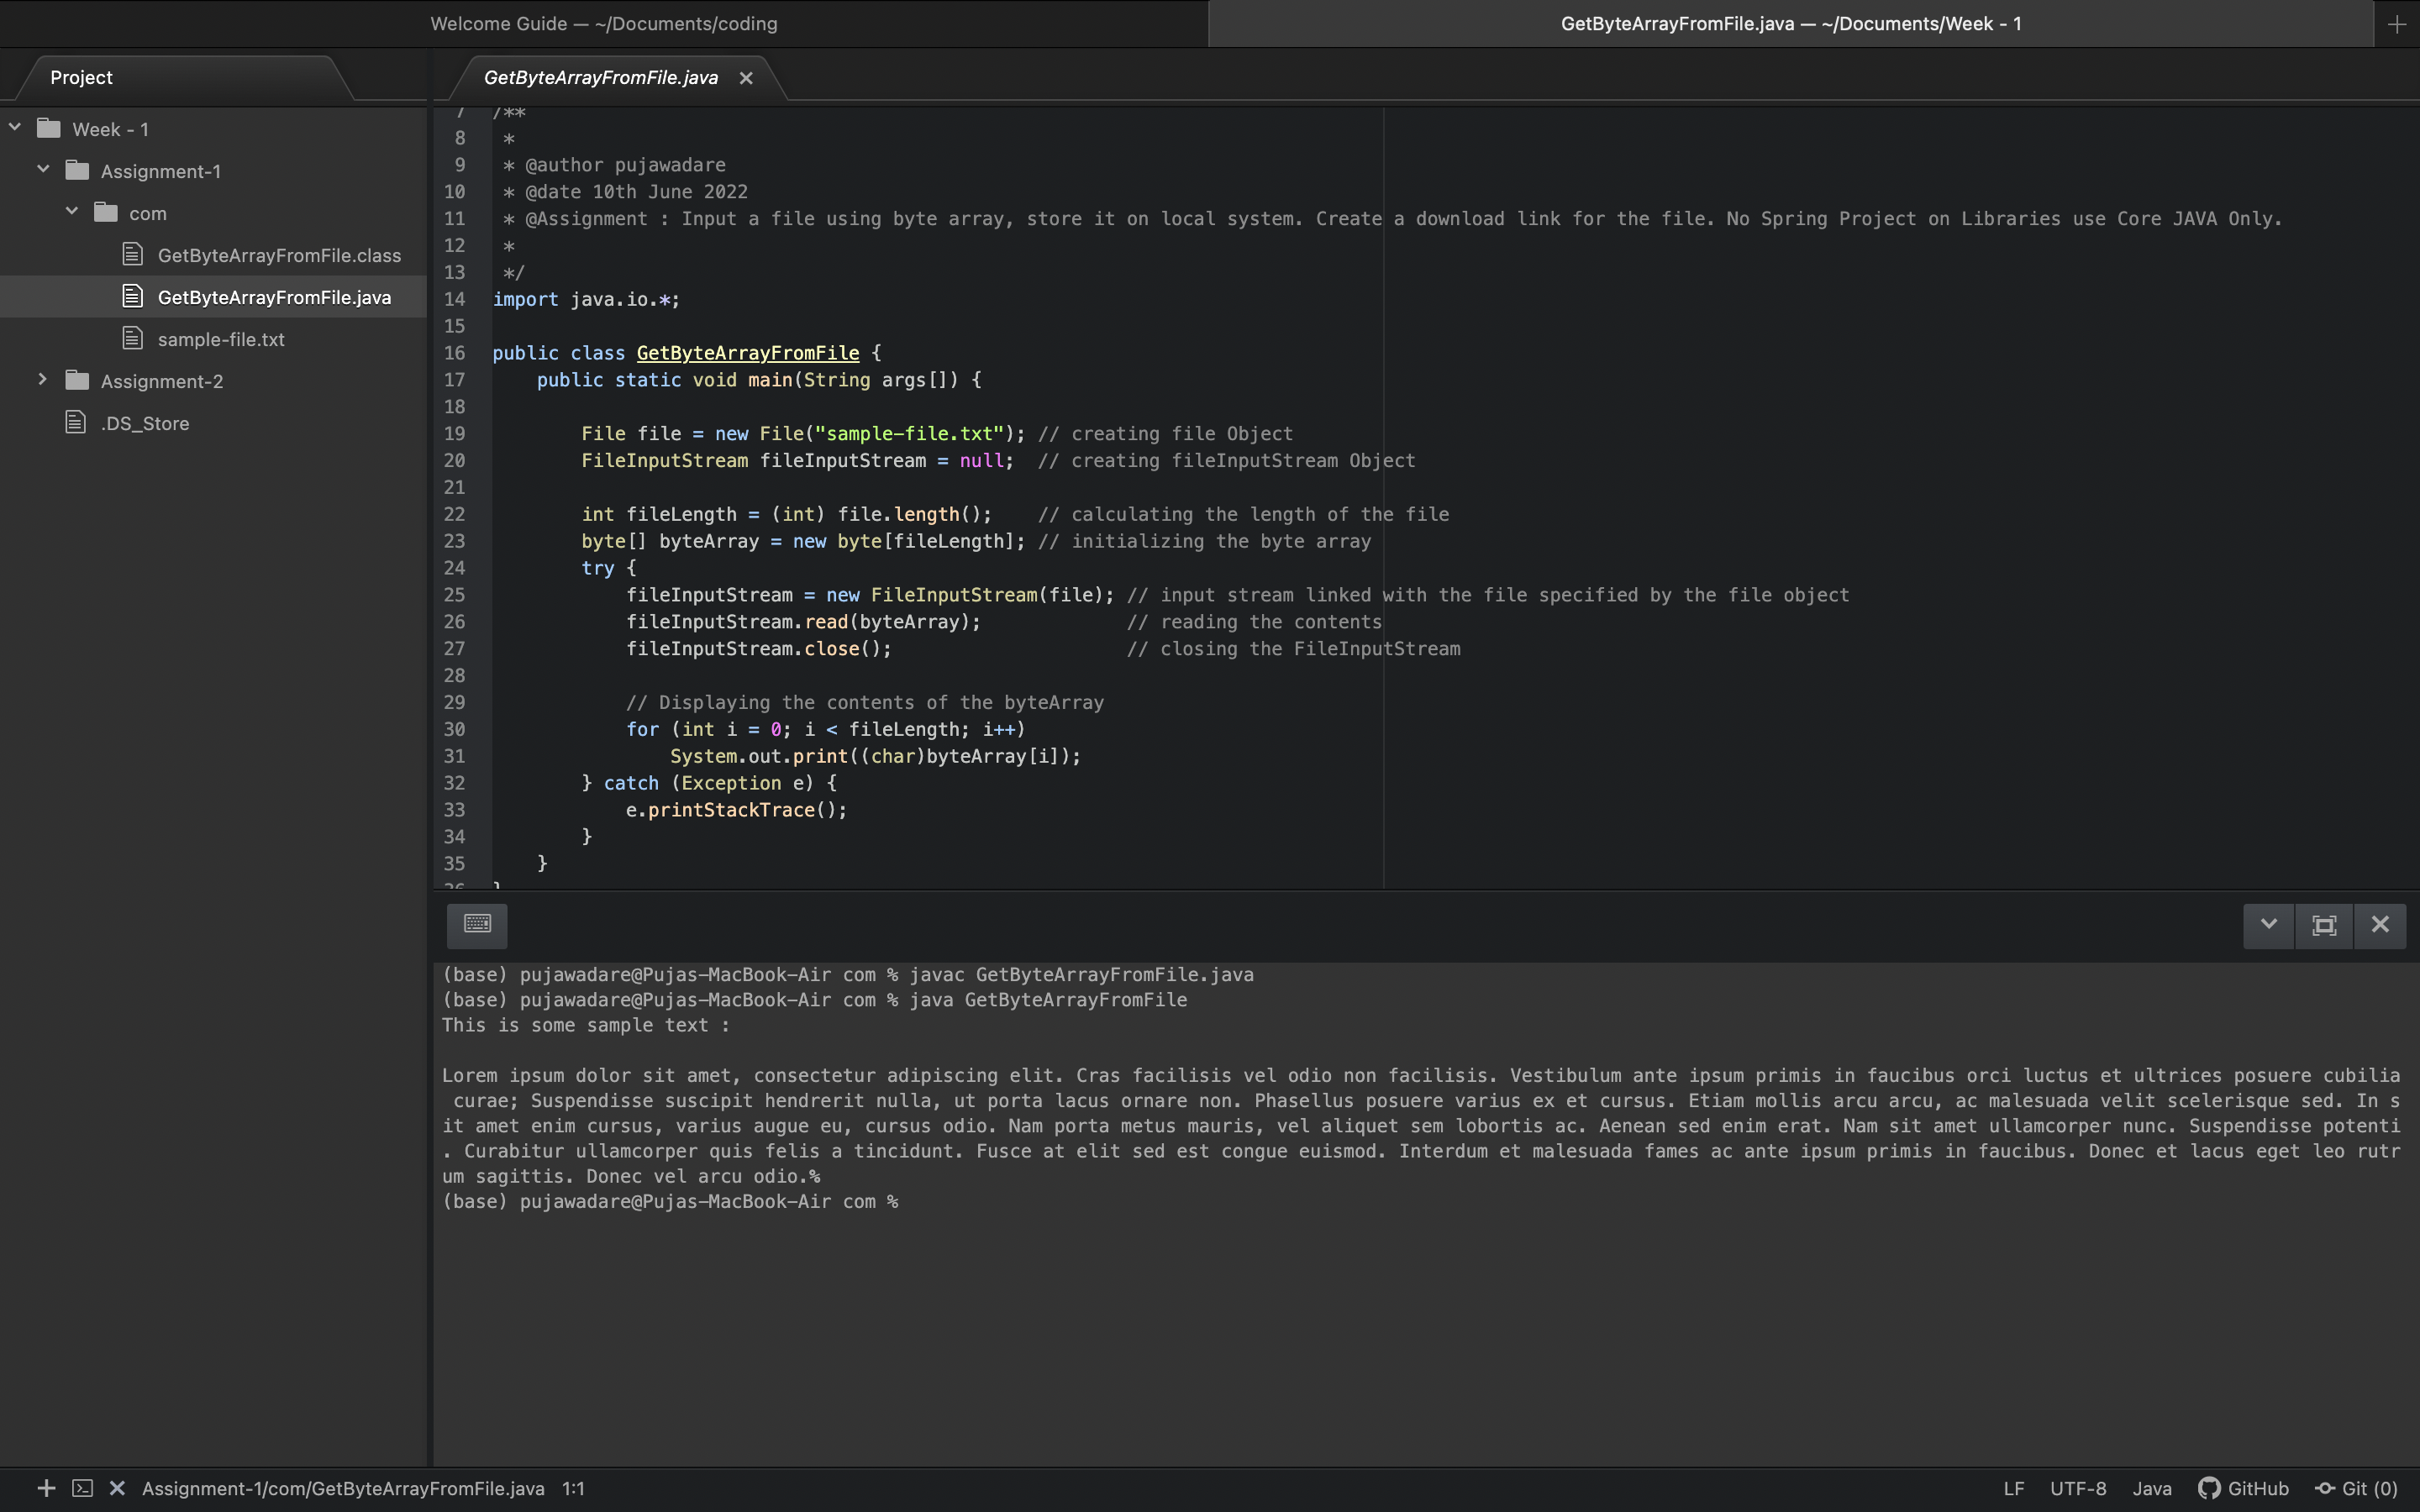 Welcome Guide — ~/Documents/coding
GetByteArrayFromFile.java — ~/Documents/Week - 1
Project
Week - 1
Assignment-1
com
GetByteArrayFromFile.class
GetByteArrayFromFile.java
sample-file.txt
Assignment-2
.DS_Store
GetByteArrayFromFile.java
7 /**
8  *
9  * @author pujawadare
10  * @date 10th June 2022
11  * @Assignment : Input a file using byte array, store it on local system. Create a download link for the file. No Spring Project on Libraries use Core JAVA Only.
12  *
13  */
14 import java.io.*;
15
16 public class GetByteArrayFromFile {
17     public static void main(String args[]) {
18
19         File file = new File("sample-file.txt"); // creating file Object
20         FileInputStream fileInputStream = null;  // creating fileInputStream Object
21
22         int fileLength = (int) file.length();    // calculating the length of the file
23         byte[] byteArray = new byte[fileLength]; // initializing the byte array
24         try {
25             fileInputStream = new FileInputStream(file); // input stream linked with the file specified by the file object
26             fileInputStream.read(byteArray);             // reading the contents
27             fileInputStream.close();                     // closing the FileInputStream
28
29             // Displaying the contents of the byteArray
30             for (int i = 0; i < fileLength; i++)
31                 System.out.print((char)byteArray[i]);
32         } catch (Exception e) {
33             e.printStackTrace();
34         }
35     }
36 }
(base) pujawadare@Pujas-MacBook-Air com % javac GetByteArrayFromFile.java
(base) pujawadare@Pujas-MacBook-Air com % java GetByteArrayFromFile
This is some sample text :
Lorem ipsum dolor sit amet, consectetur adipiscing elit. Cras facilisis vel odio non facilisis. Vestibulum ante ipsum primis in faucibus orci luctus et ultrices posuere cubilia
 curae; Suspendisse suscipit hendrerit nulla, ut porta lacus ornare non. Phasellus posuere varius ex et cursus. Etiam mollis arcu arcu, ac malesuada velit scelerisque sed. In s
it amet enim cursus, varius augue eu, cursus odio. Nam porta metus mauris, vel aliquet sem lobortis ac. Aenean sed enim erat. Nam sit amet ullamcorper nunc. Suspendisse potenti
. Curabitur ullamcorper quis felis a tincidunt. Fusce at elit sed est congue euismod. Interdum et malesuada fames ac ante ipsum primis in faucibus. Donec et lacus eget leo rutr
um sagittis. Donec vel arcu odio.%
(base) pujawadare@Pujas-MacBook-Air com %
Assignment-1/com/GetByteArrayFromFile.java 1:1
LF UTF-8 Java GitHub Git (0)